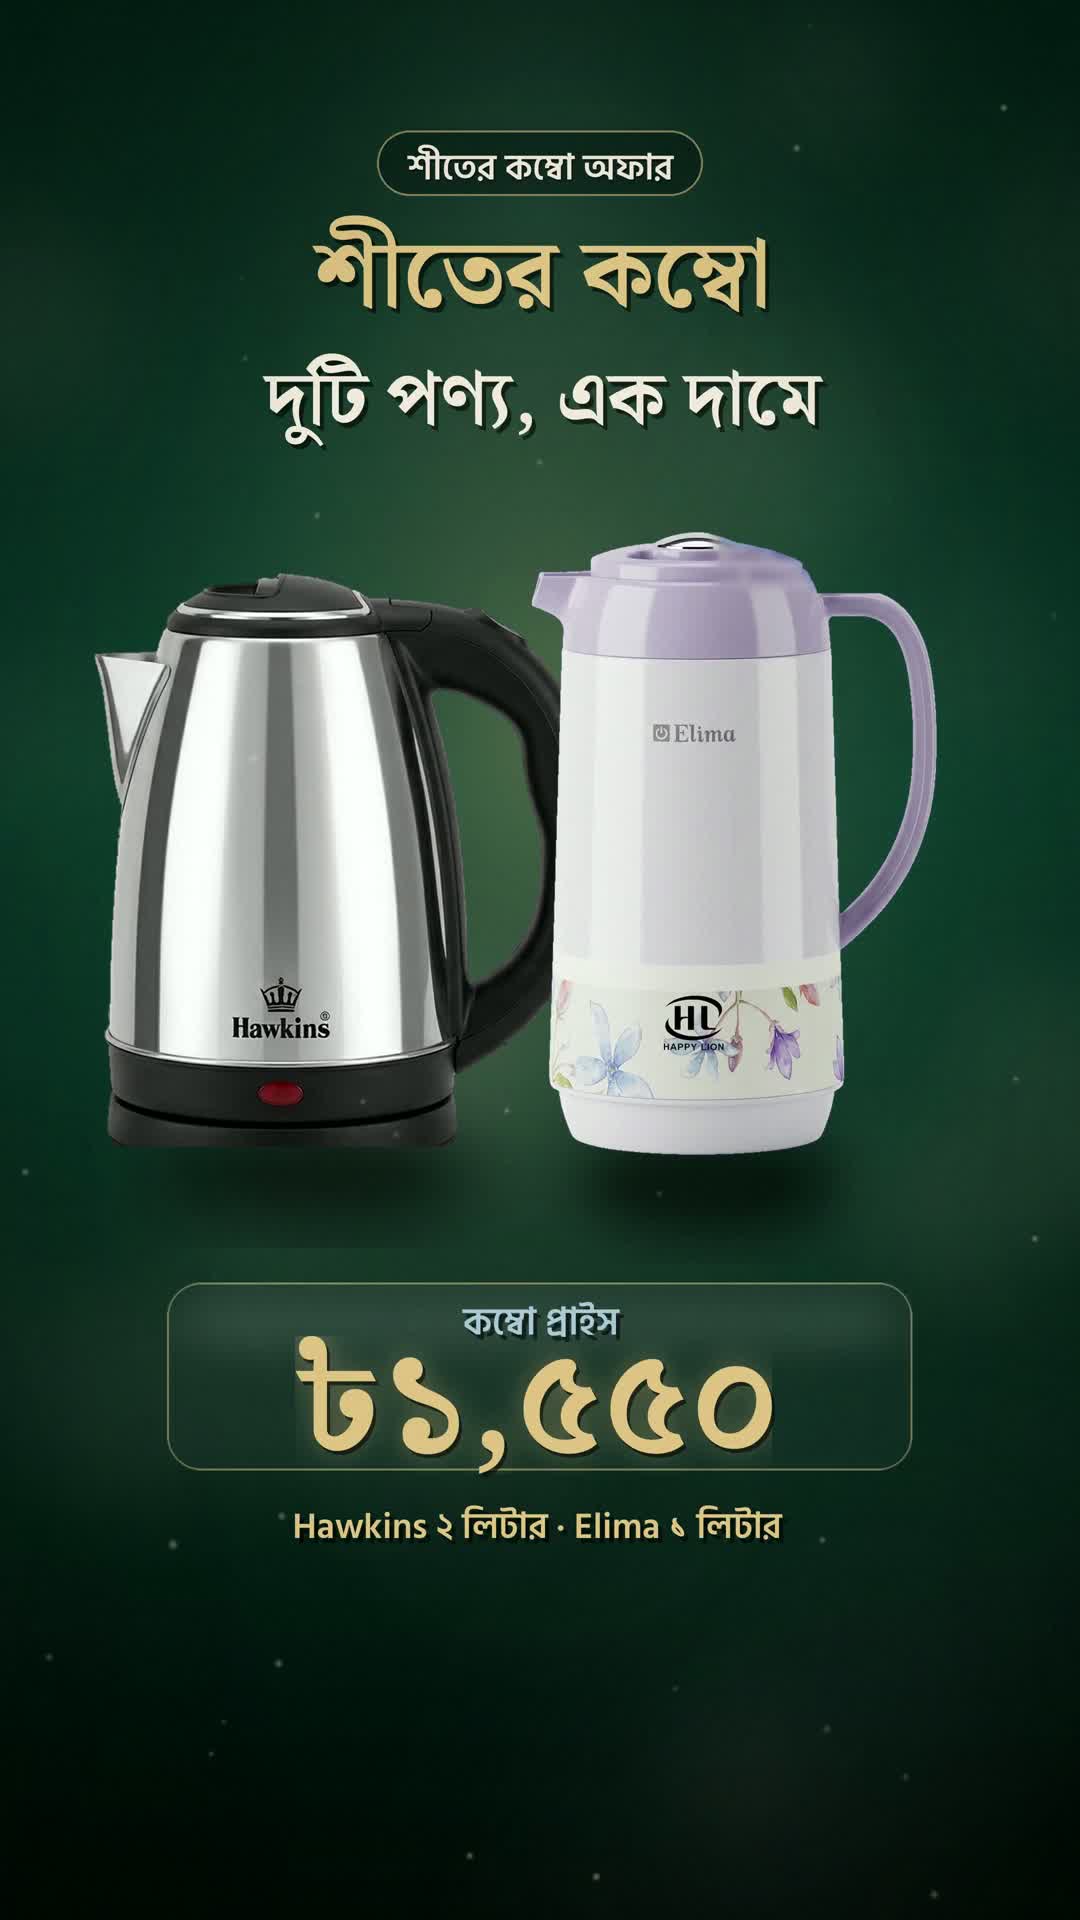 শীতের কম্বো অফার
শীতের কম্বো
দুটি পণ্য, এক দামে
Elima
Hawkins®
HL
HAPPY LION
কম্বো প্রাইস
৳১,৫৫০
Hawkins ২ লিটার · Elima ১ লিটার